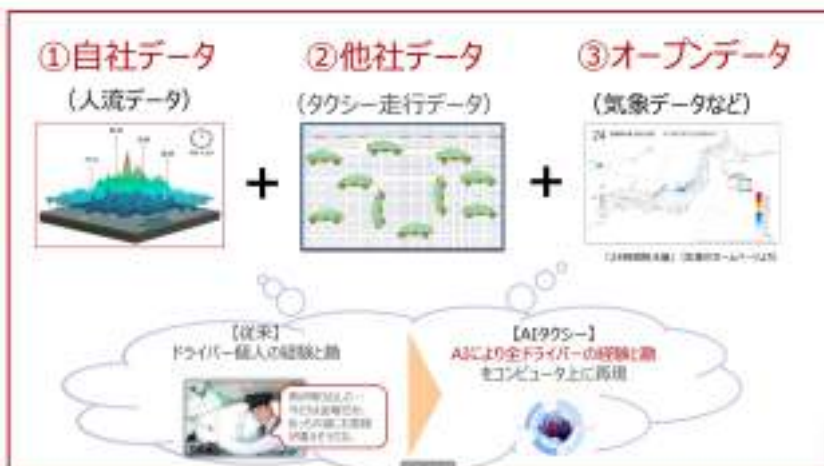 ①自社データ
②他社データ
③オープンデータ
(人流データ)
(タクシー走行データ)
(気象データなど)
+
+
【従来】
ドライバー個人の経験と勘
【AIタクシー】
AIにより全ドライバーの経験と勘
をコンピュータ上に再現